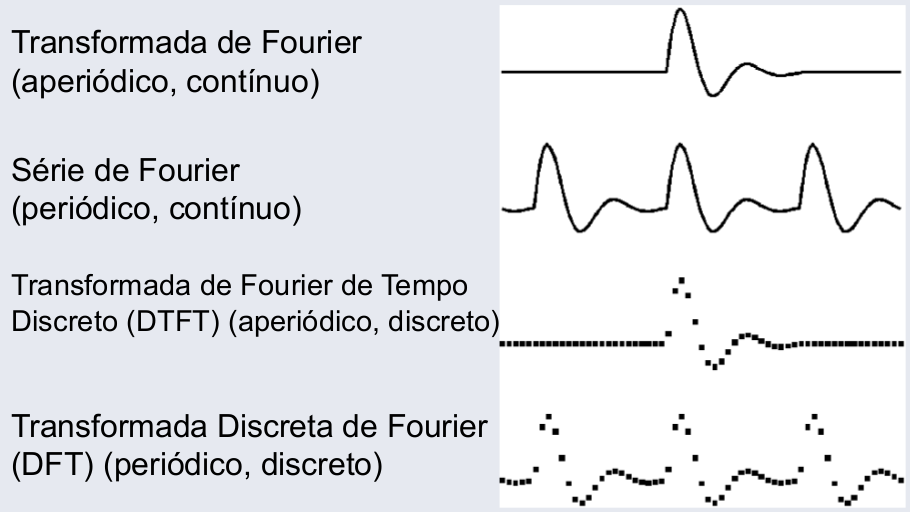 Transformada de Fourier
(aperiódico, contínuo)
Série de Fourier
(periódico, contínuo)
Transformada de Fourier de Tempo
Discreto (DTFT) (aperiódico, discreto)
Transformada Discreta de Fourier
(DFT) (periódico, discreto)